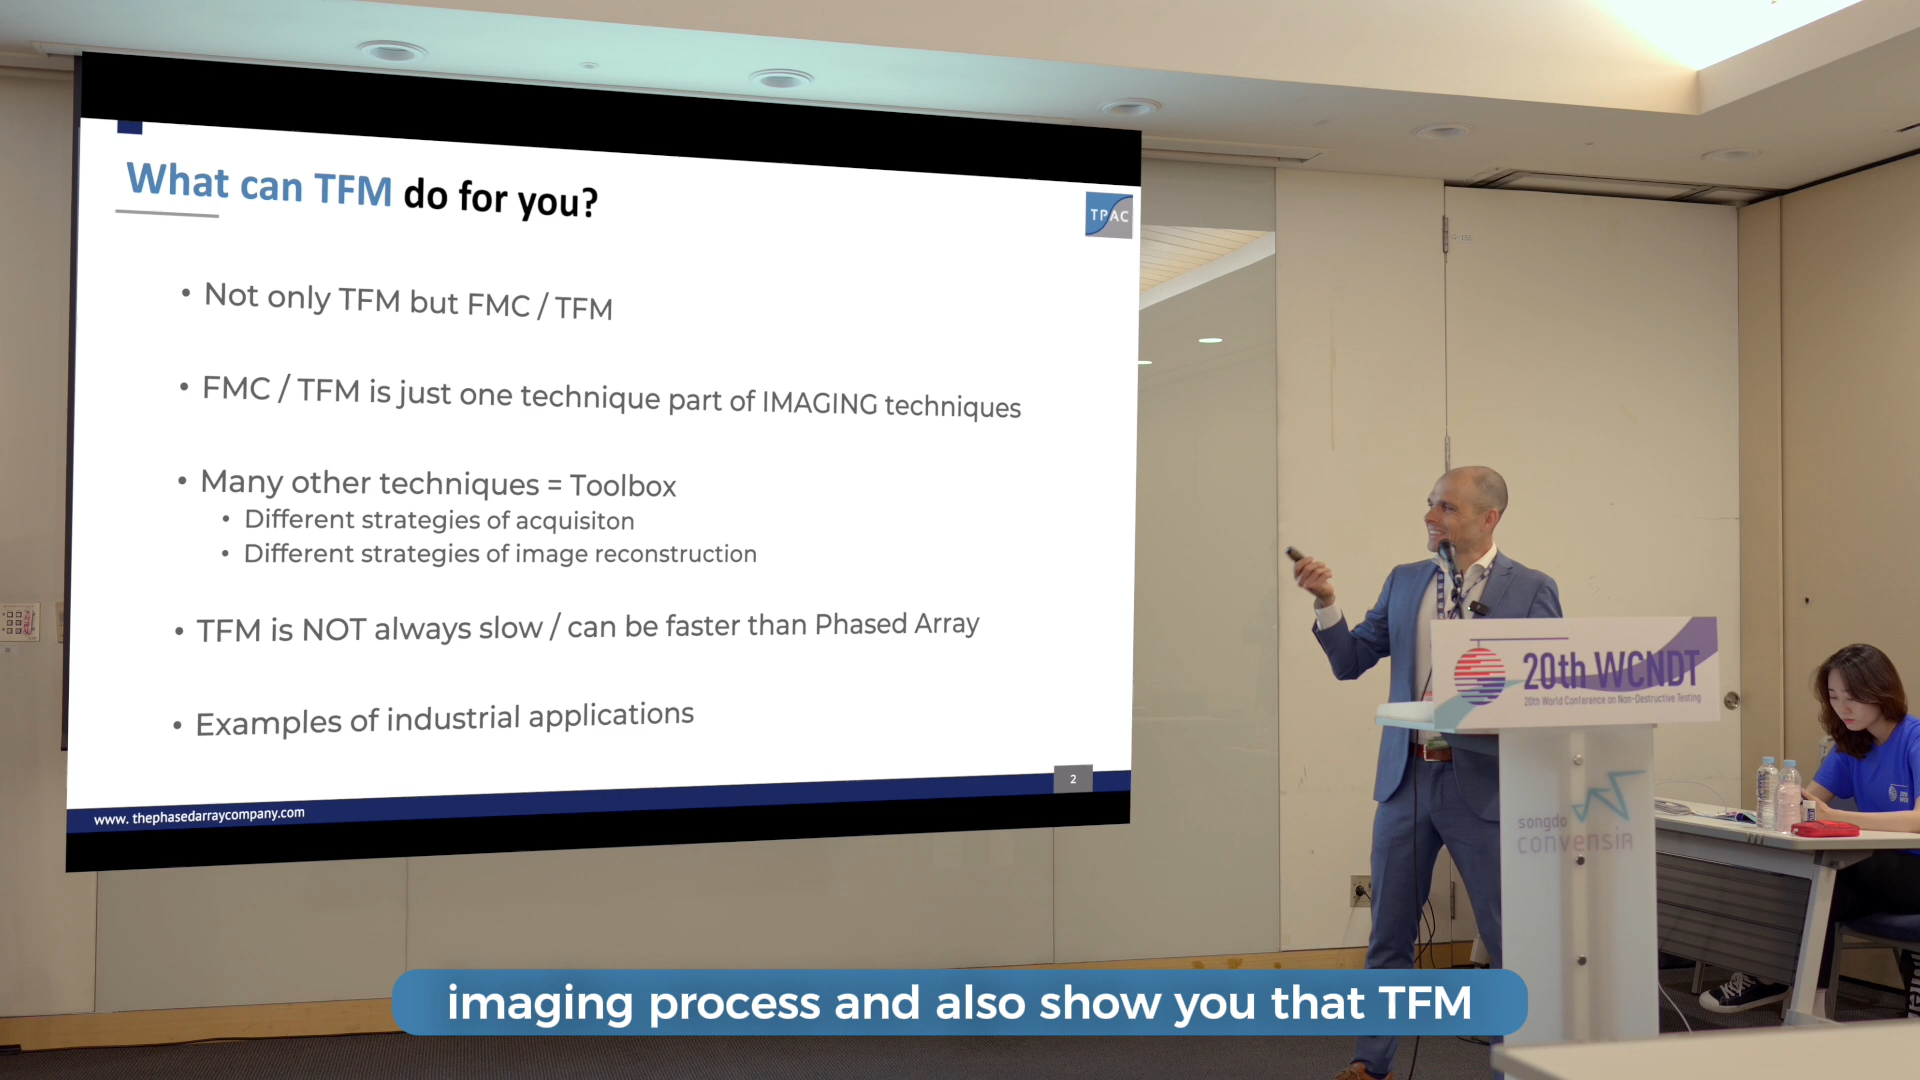 What can TFM do for you?
TPAC
• Not only TFM but FMC / TFM
• FMC / TFM is just one technique part of IMAGING techniques
• Many other techniques = Toolbox
• Different strategies of acquisiton
• Different strategies of image reconstruction
• TFM is NOT always slow / can be faster than Phased Array
• Examples of industrial applications
2
www. thephasedarraycompany.com
20th WCNDT
20th World Conference on Non-Destructive Testing
songdo
convensia
imaging process and also show you that TFM